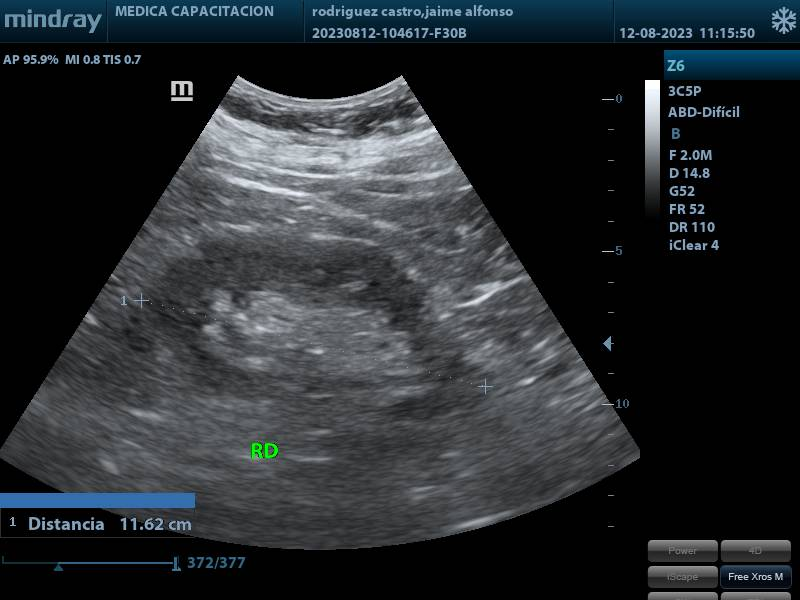 mindray
MEDICA CAPACITACION
rodriguez castro,jaime alfonso
20230812-104617-F30B
12-08-2023 11:15:50
AP 95.9% MI 0.8 TIS 0.7
m
Z6
3C5P
ABD-Difícil
B
F 2.0M
D 14.8
G52
FR 52
DR 110
iClear 4
0
5
10
1
RD
1 Distancia 11.62 cm
372/377
Power
4D
iScape
Free Xros M